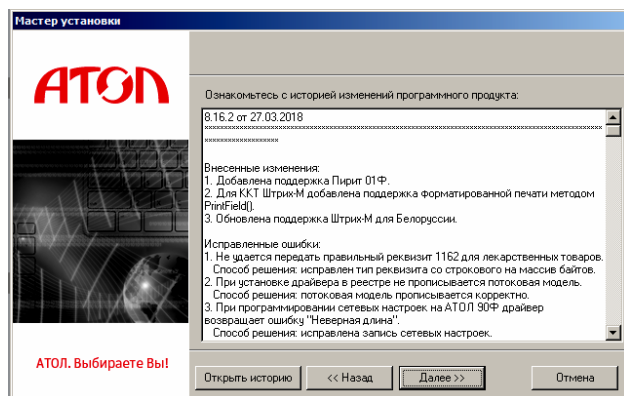 Мастер установки
АТОЛ
Ознакомьтесь с историей изменений программного продукта:
8.16.2 от 27.03.2018
Внесенные изменения:
1. Добавлена поддержка Пирит 01Ф.
2. Для ККТ Штрих-М добавлена поддержка форматированной печати методом
PrintField().
3. Обновлена поддержка Штрих-М для Белоруссии.
Исправленные ошибки:
1. Не удается передать правильный реквизит 1162 для лекарственных товаров.
Способ решения: исправлен тип реквизита со строкового на массив байтов.
2. При установке драйвера в реестре не прописывается потоковая модель.
Способ решения: потоковая модель прописывается корректно.
3. При программировании сетевых настроек на АТОЛ 90Ф драйвер
возвращает ошибку "Неверная длина".
Способ решения: исправлена запись сетевых настроек.
АТОЛ. Выбираете Вы!
Открыть историю
<< Назад
Далее >>
Отмена